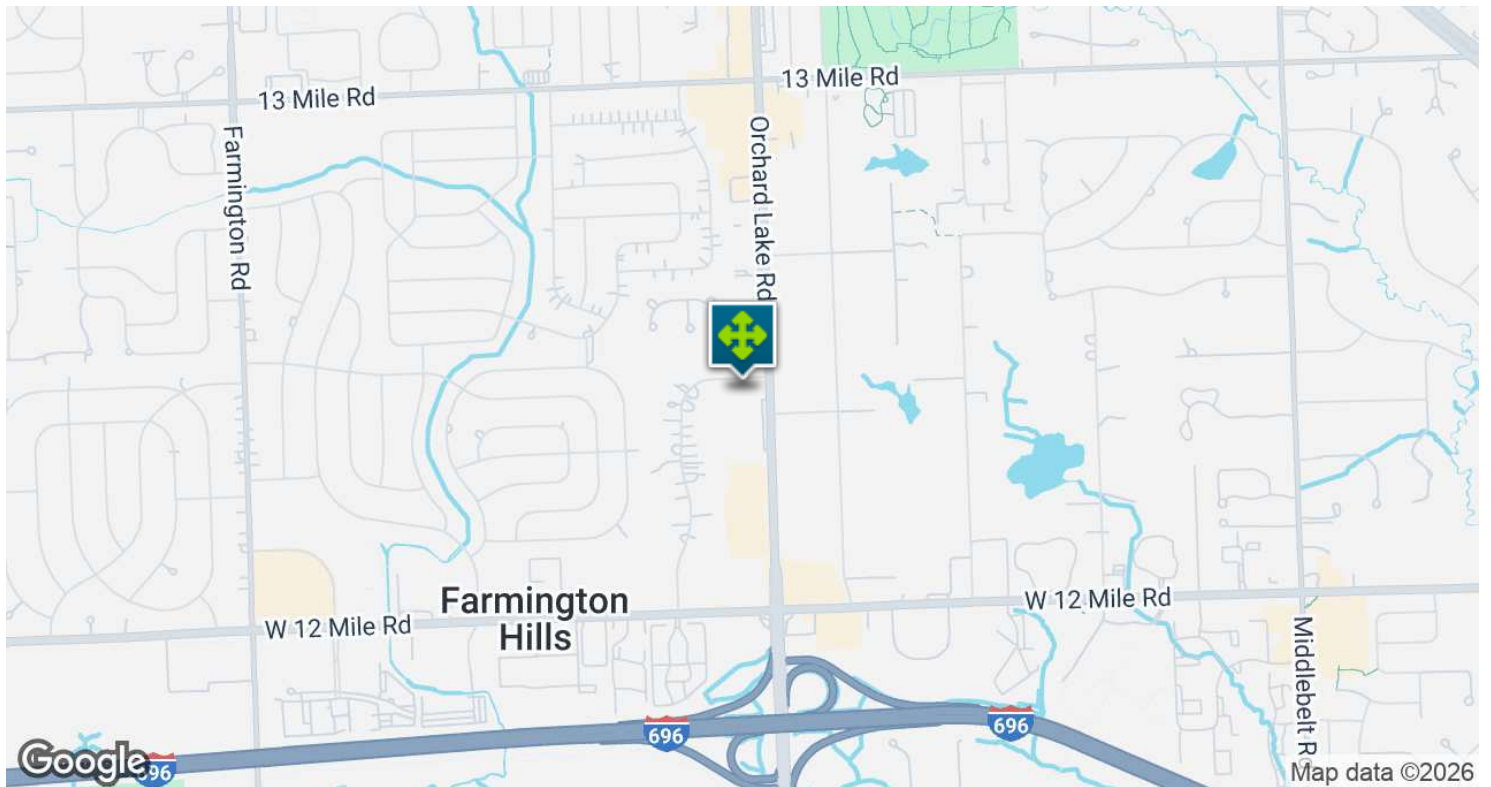 13 Mile Rd
13 Mile Rd
Farmington Rd
Orchard Lake Rd
Farmington
Hills
W 12 Mile Rd
W 12 Mile Rd
Middlebelt Rd
696
696
Google
Map data ©2026